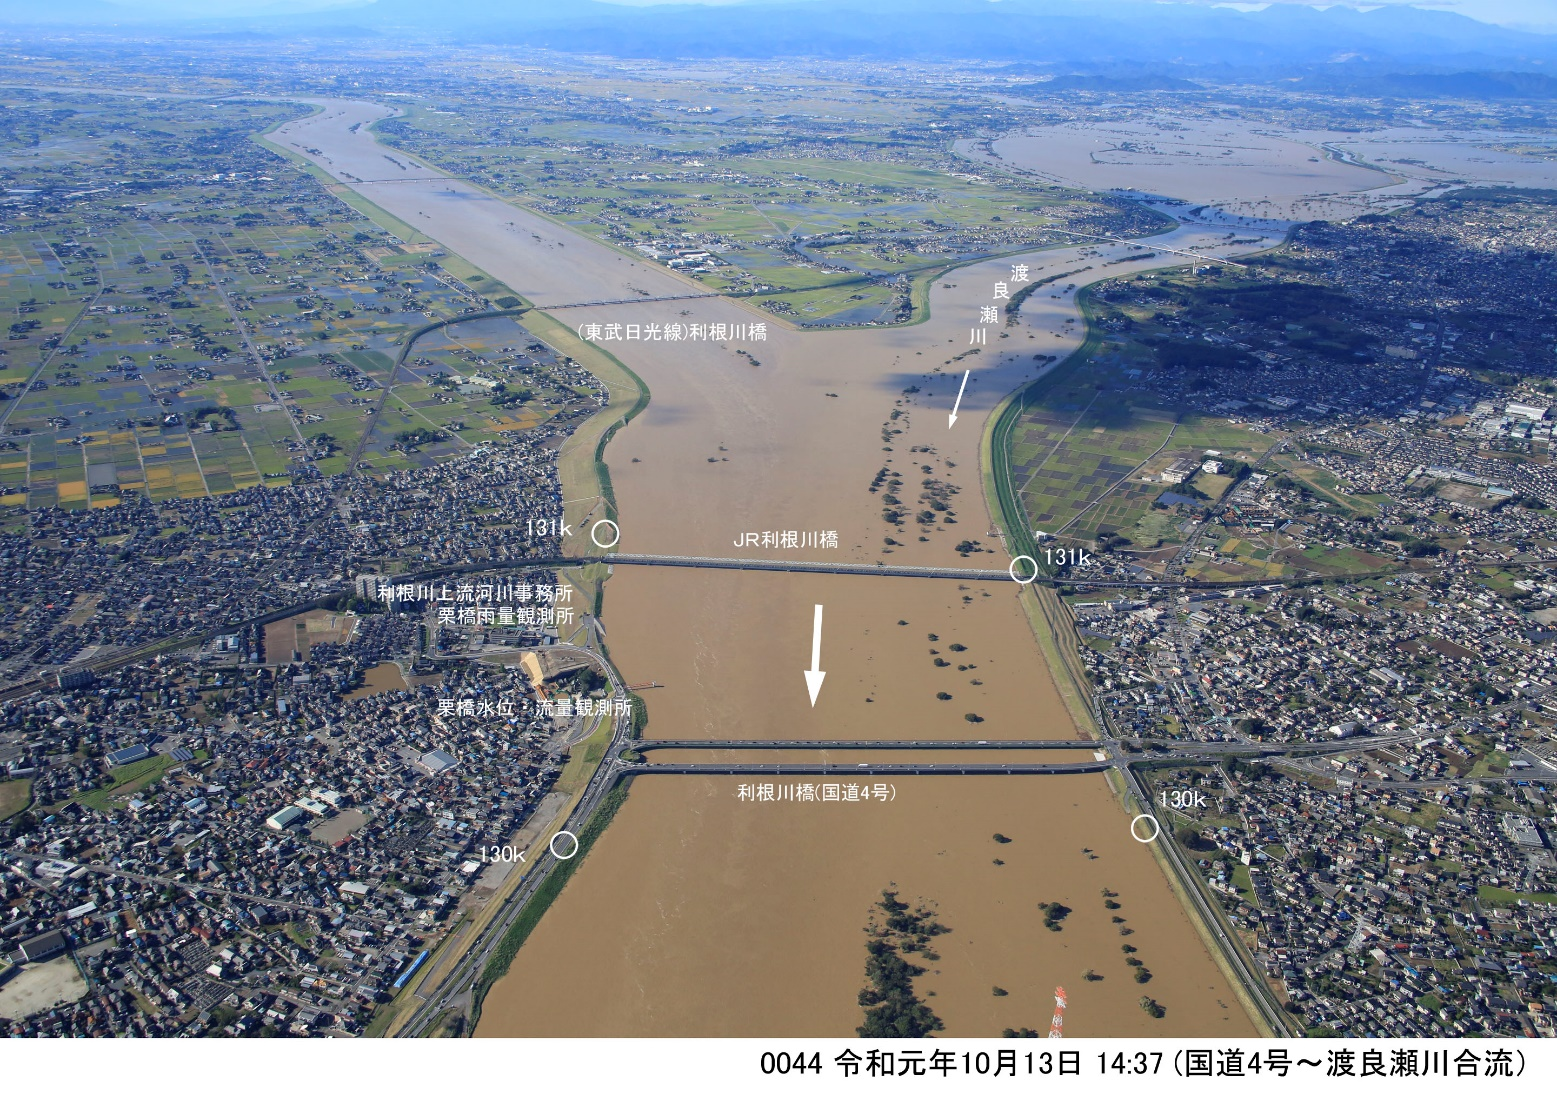 渡良瀬川
(東武日光線)利根川橋
131k
JR利根川橋
131k
利根川上流河川事務所
栗橋雨量観測所
栗橋水位・流量観測所
利根川橋(国道4号)
130k
130k
0044 令和元年10月13日 14:37 (国道4号～渡良瀬川合流)